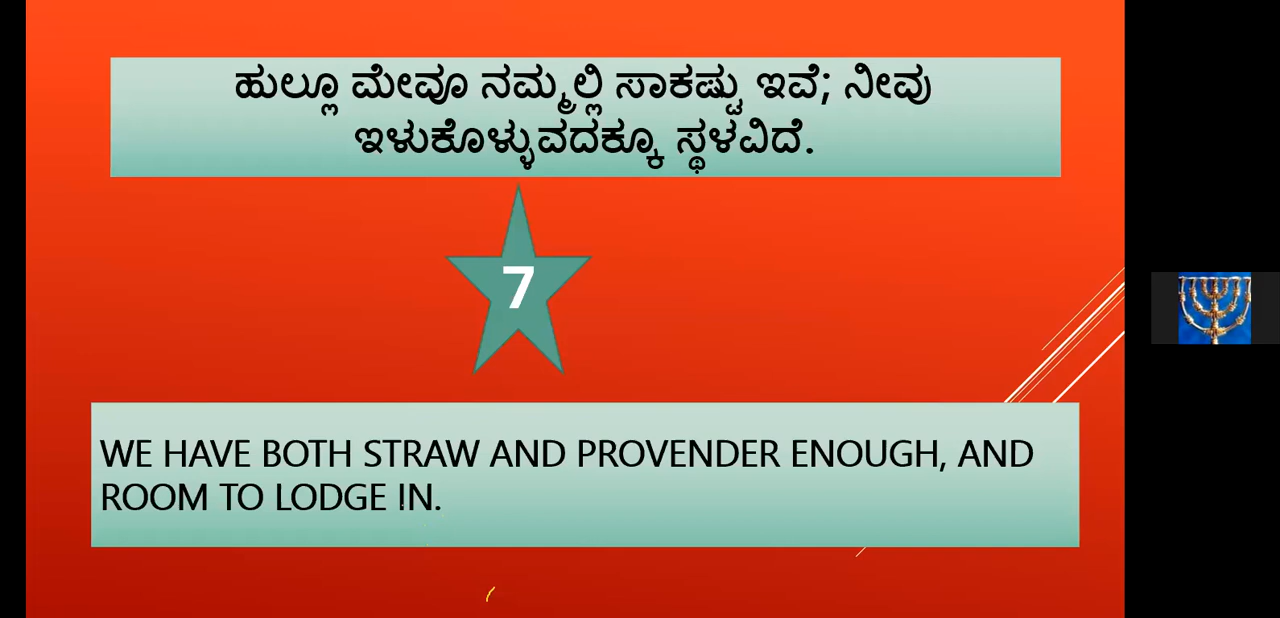 ಹುಲ್ಲೂ ಮೇವೂ ನಮ್ಮಲ್ಲಿ ಸಾಕಷ್ಟು ಇವೆ; ನೀವು
ಇಳುಕೊಳ್ಳುವದಕ್ಕೂ ಸ್ಥಳವಿದೆ.
7
WE HAVE BOTH STRAW AND PROVENDER ENOUGH, AND
ROOM TO LODGE IN.